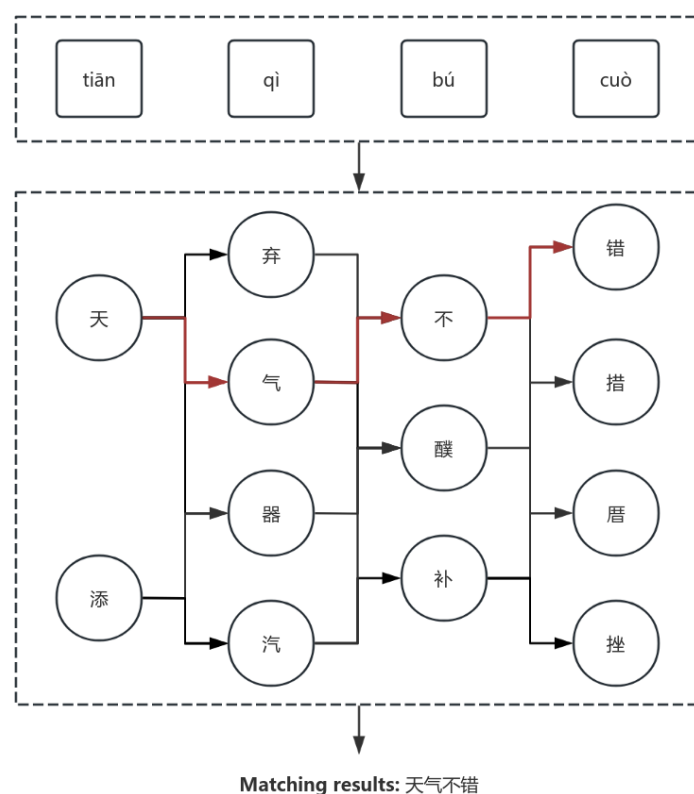 tiān qì bú cuò
弃 错
天 不
气 措
醭
器 厝
添 补
汽 挫
Matching results: 天气不错